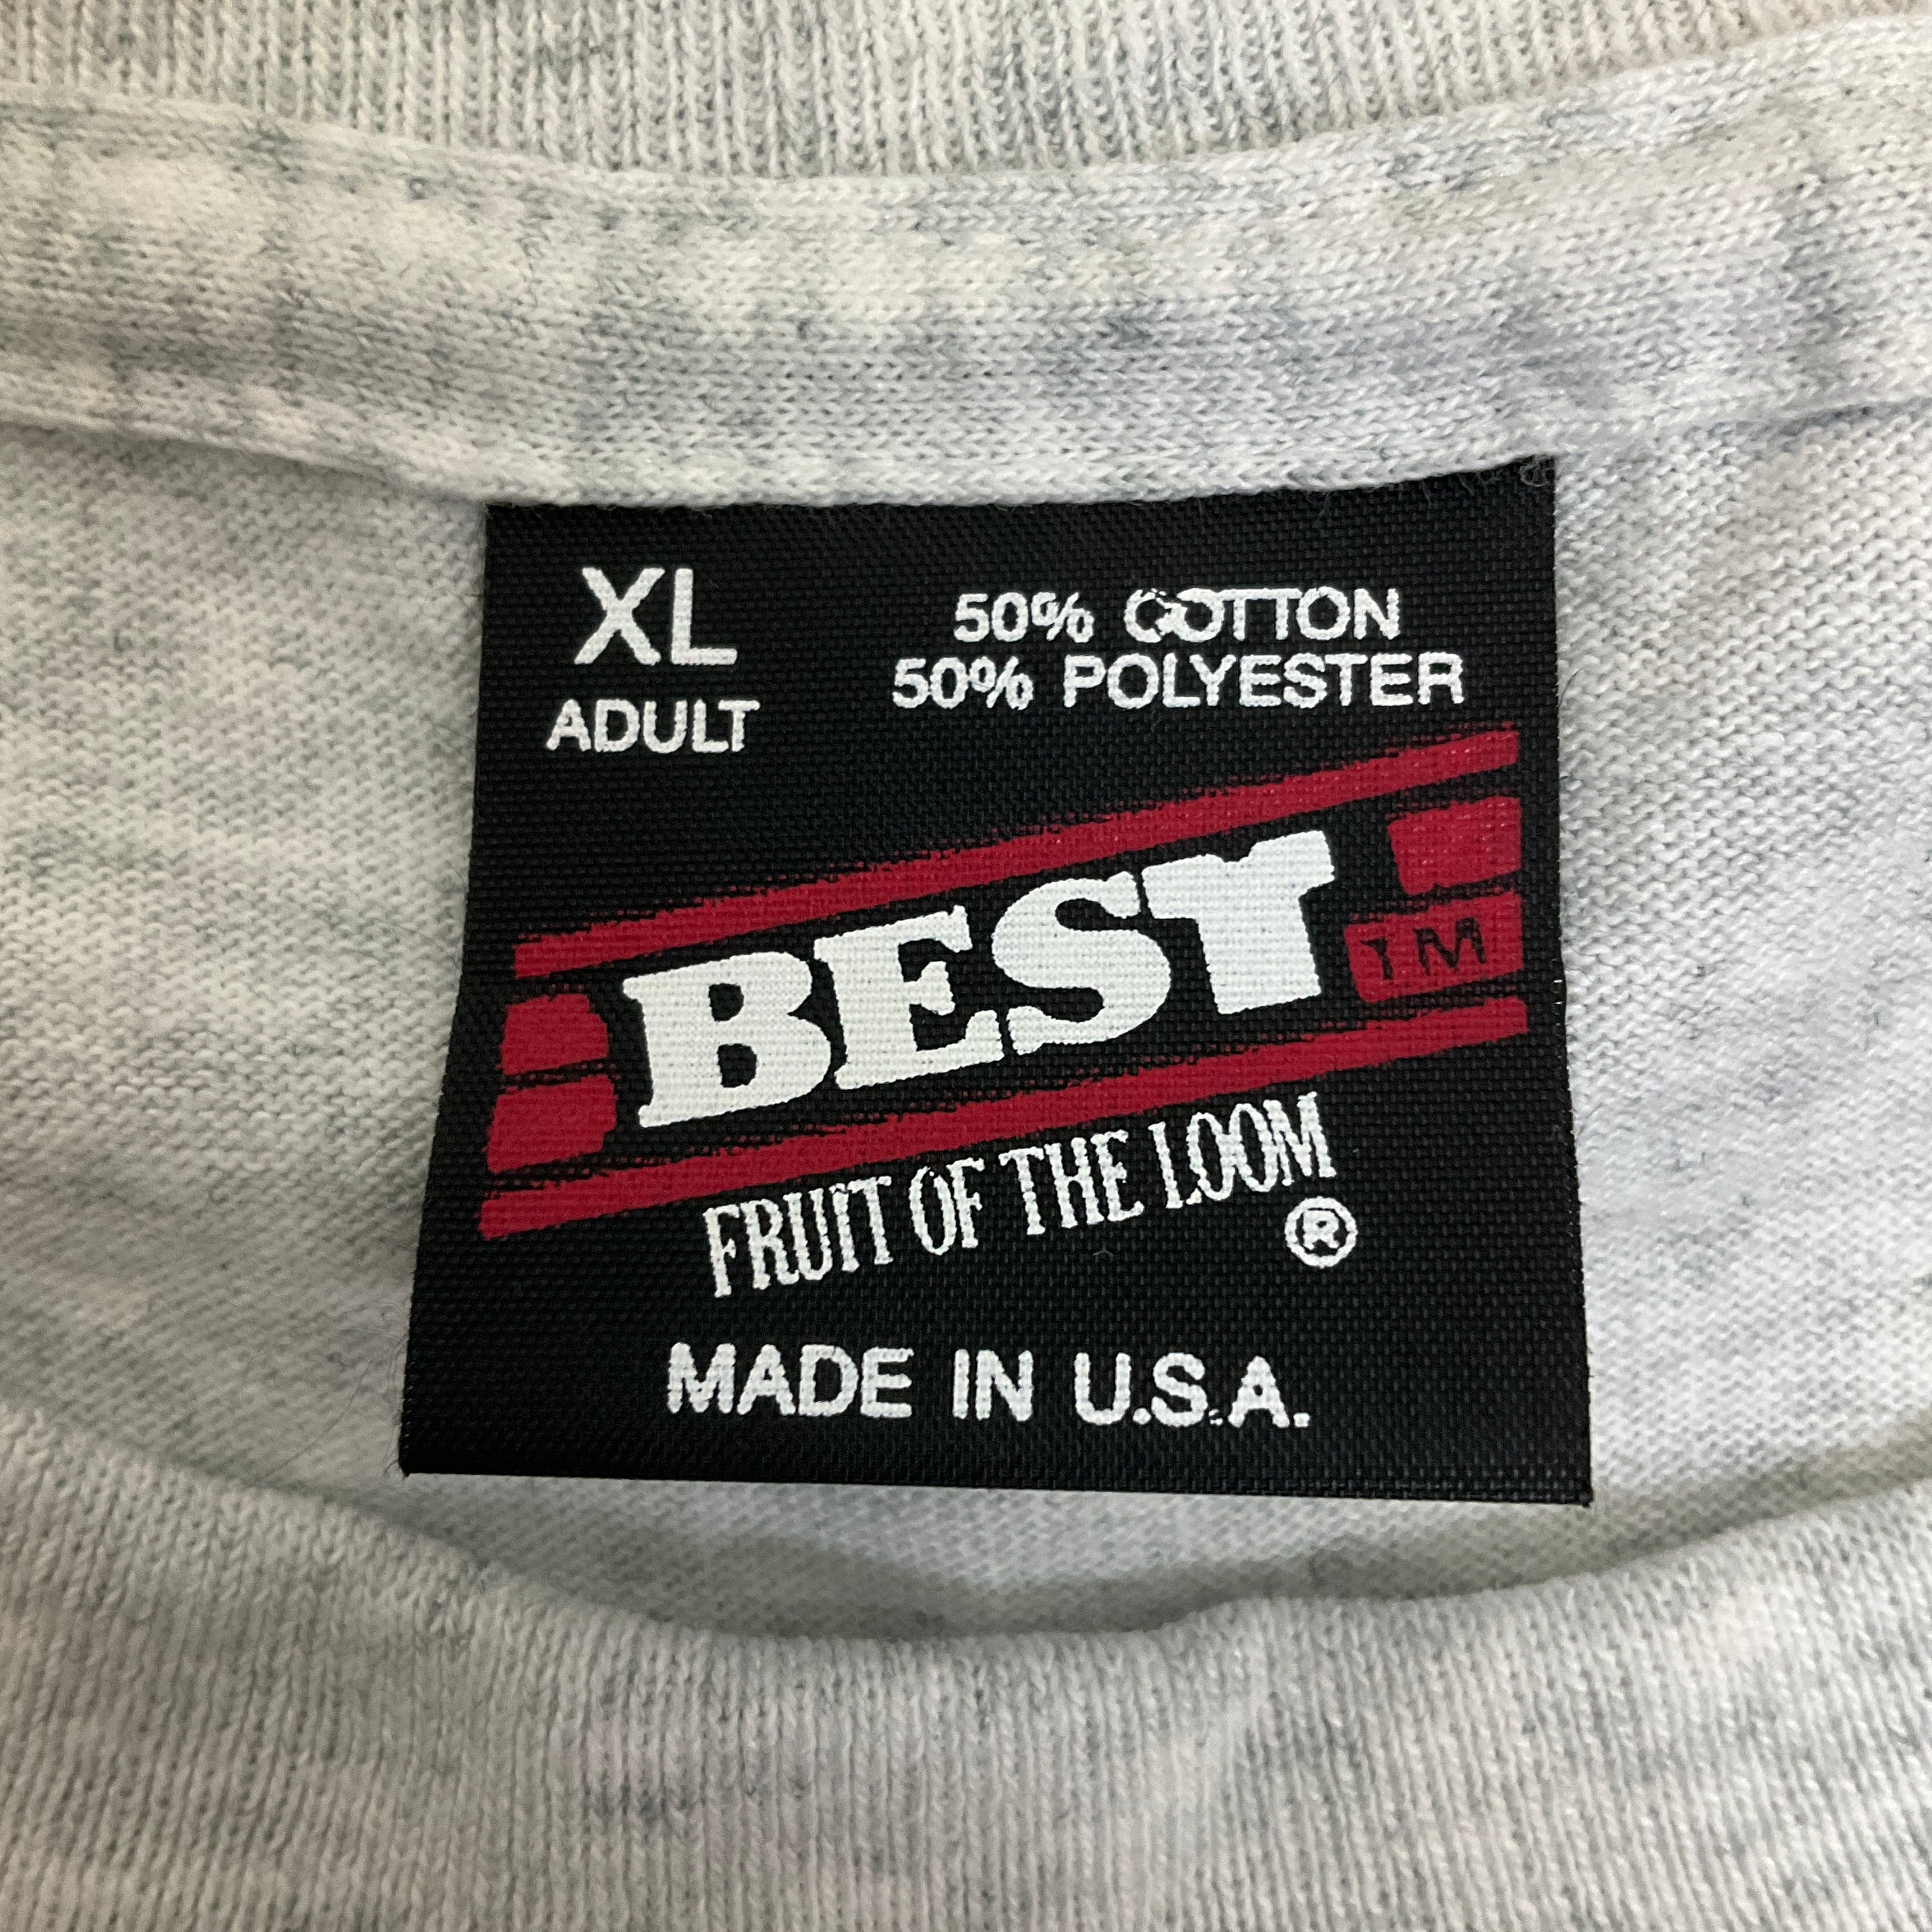 XL
ADULT
50% COTTON
50% POLYESTER
BEST TM
FRUIT OF THE LOOM
®
MADE IN U.S.A.